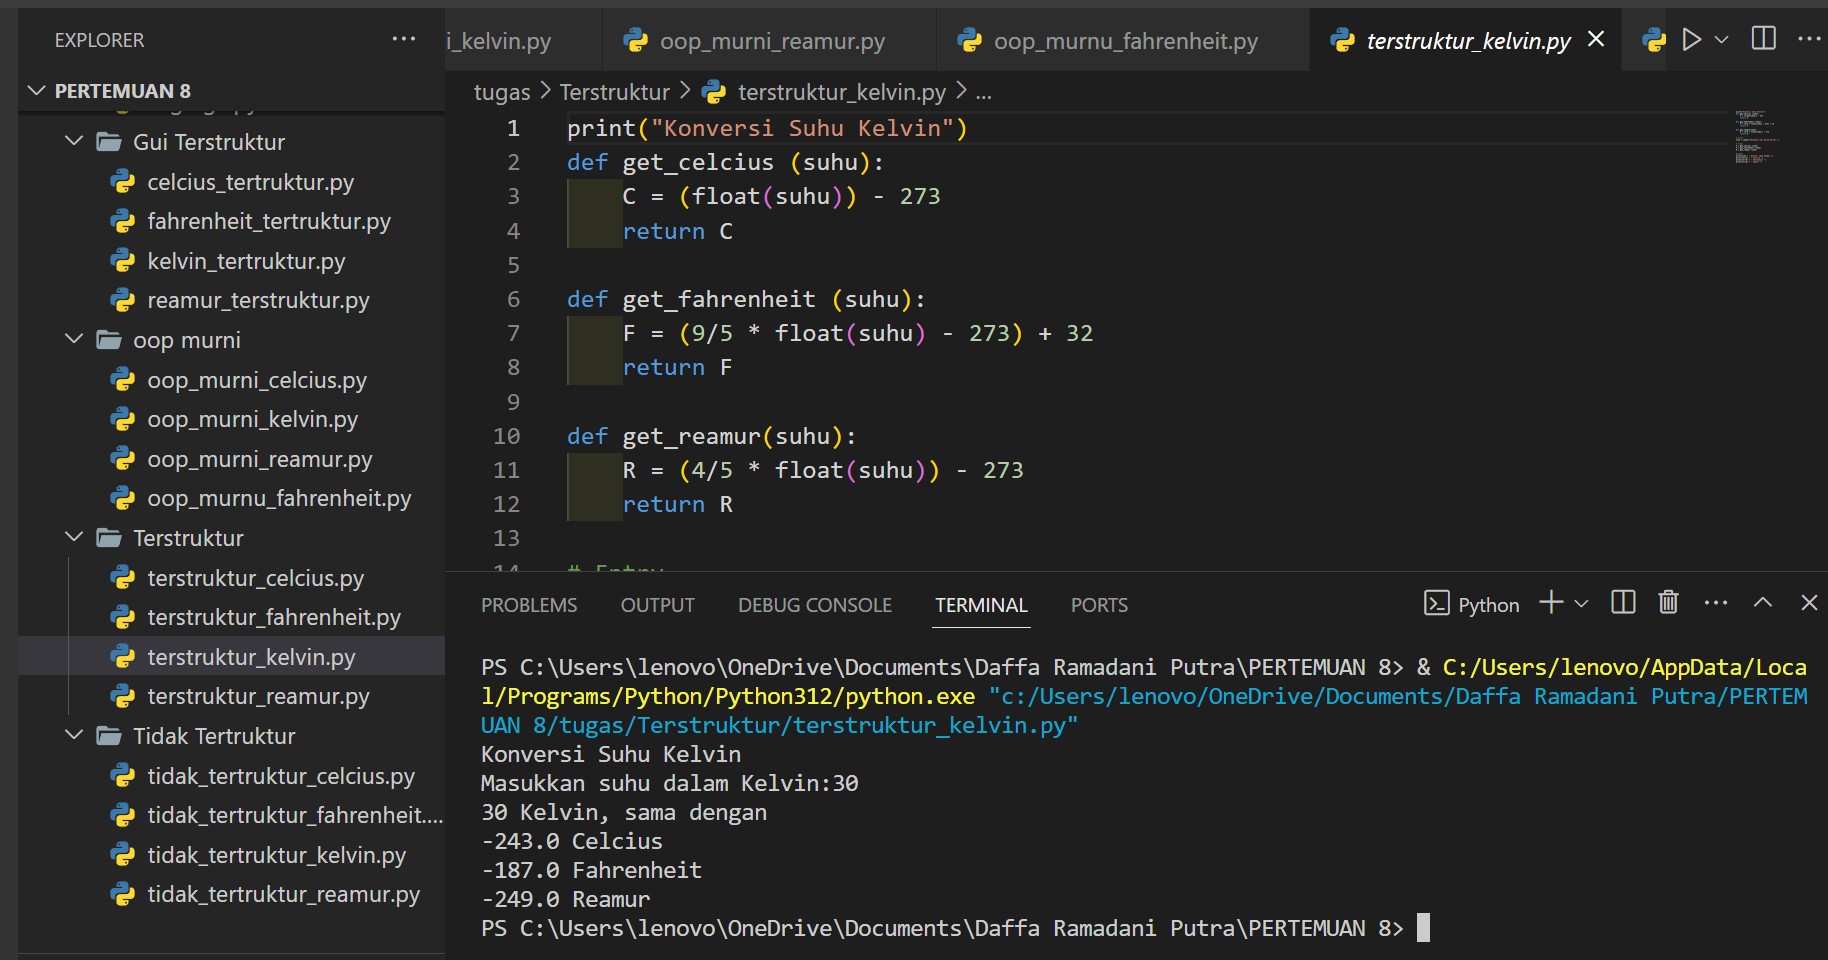 EXPLORER
PERTEMUAN 8
Gui Terstruktur
celcius_tertruktur.py
fahrenheit_tertruktur.py
kelvin_tertruktur.py
reamur_terstruktur.py
oop murni
oop_murni_celcius.py
oop_murni_kelvin.py
oop_murni_reamur.py
oop_murnu_fahrenheit.py
Terstruktur
terstruktur_celcius.py
terstruktur_fahrenheit.py
terstruktur_kelvin.py
terstruktur_reamur.py
Tidak Tertruktur
tidak_tertruktur_celcius.py
tidak_tertruktur_fahrenheit....
tidak_tertruktur_kelvin.py
tidak_tertruktur_reamur.py
i_kelvin.py oop_murni_reamur.py oop_murnu_fahrenheit.py terstruktur_kelvin.py
tugas > Terstruktur > terstruktur_kelvin.py > ...
1 print("Konversi Suhu Kelvin")
2 def get_celcius (suhu):
3     C = (float(suhu)) - 273
4     return C
5
6 def get_fahrenheit (suhu):
7     F = (9/5 * float(suhu) - 273) + 32
8     return F
9
10 def get_reamur(suhu):
11     R = (4/5 * float(suhu)) - 273
12     return R
13
14 # Entry
PROBLEMS OUTPUT DEBUG CONSOLE TERMINAL PORTS Python
PS C:\Users\lenovo\OneDrive\Documents\Daffa Ramadani Putra\PERTEMUAN 8> & C:/Users/lenovo/AppData/Loca
l/Programs/Python/Python312/python.exe "c:/Users/lenovo/OneDrive/Documents/Daffa Ramadani Putra/PERTEM
UAN 8/tugas/Terstruktur/terstruktur_kelvin.py"
Konversi Suhu Kelvin
Masukkan suhu dalam Kelvin:30
30 Kelvin, sama dengan
-243.0 Celcius
-187.0 Fahrenheit
-249.0 Reamur
PS C:\Users\lenovo\OneDrive\Documents\Daffa Ramadani Putra\PERTEMUAN 8>